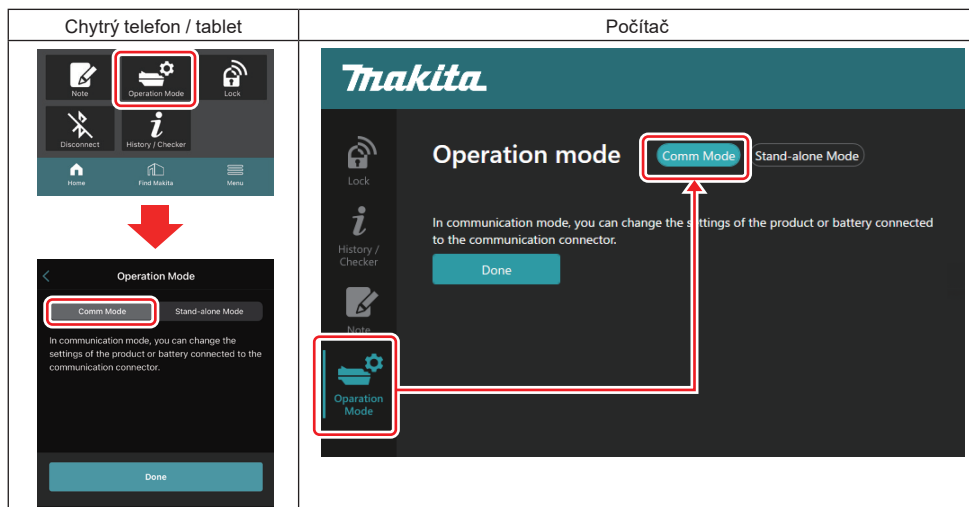 Chytrý telefon / tablet
Počítač
Note
Operation Mode
Lock
Disconnect
History / Checker
Home
Find Makita
Menu
Operation Mode
Comm Mode
Stand-alone Mode
In communication mode, you can change the
settings of the product or battery connected to the
communication connector.
Done
Makita
Lock
History /
Checker
Note
Oparation
Mode
Operation mode
Comm Mode
Stand-alone Mode
In communication mode, you can change the settings of the product or battery connected
to the communication connector.
Done